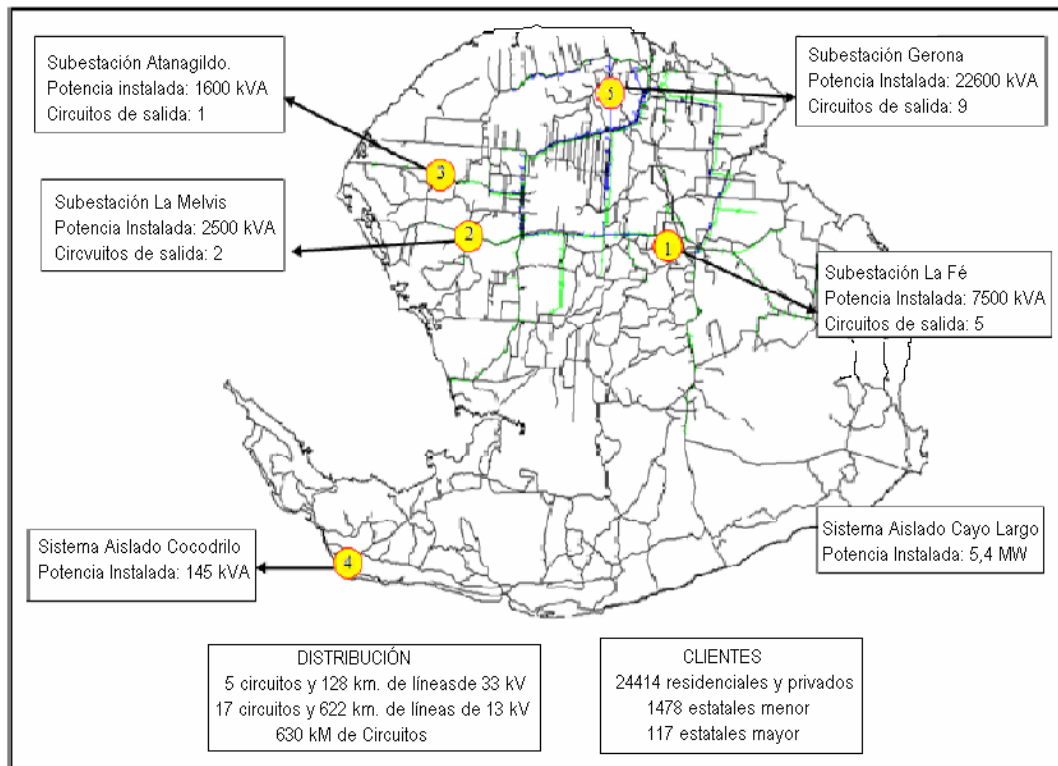 Subestación Atanagildo.
Potencia instalada: 1600 kVA
Circuitos de salida: 1
Subestación Gerona
Potencia Instalada: 22600 kVA
Circuitos de salida: 9
5
3
Subestación La Melvis
Potencia Instalada: 2500 kVA
Circvuitos de salida: 2
2
1
Subestación La Fé
Potencia Instalada: 7500 kVA
Circuitos de salida: 5
Sistema Aislado Cocodrilo
Potencia Instalada: 145 kVA
4
Sistema Aislado Cayo Largo
Potencia Instalada: 5,4 MW
DISTRIBUCIÓN
5 circuitos y 128 km. de líneasde 33 kV
17 circuitos y 622 km. de líneas de 13 kV
630 kM de Circuitos
CLIENTES
24414 residenciales y privados
1478 estatales menor
117 estatales mayor